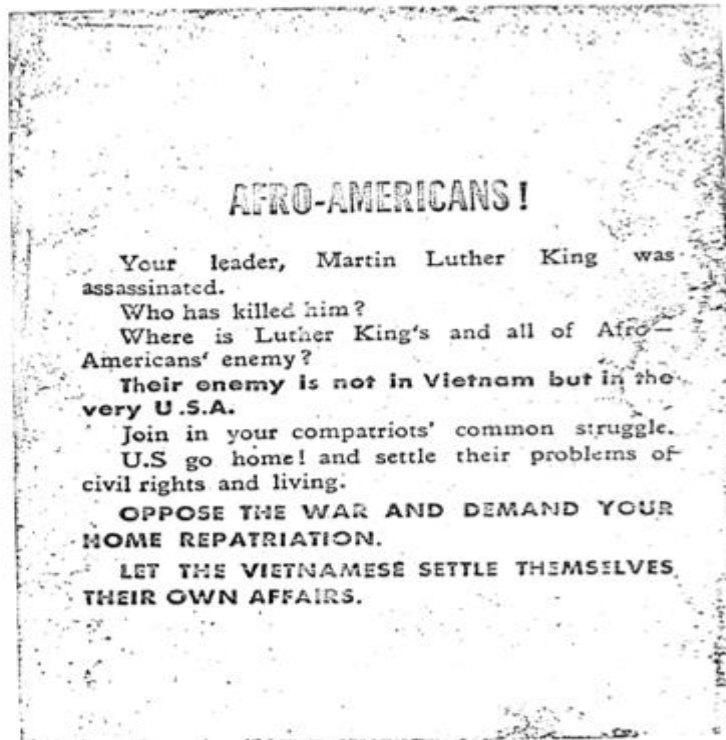 AFRO-AMERICANS!
Your leader, Martin Luther King was
assassinated.
Who has killed him?
Where is Luther King's and all of Afro—
Americans' enemy?
Their enemy is not in Vietnam but in the
very U.S.A.
Join in your compatriots' common struggle.
U.S go home! and settle their problems of
civil rights and living.
OPPOSE THE WAR AND DEMAND YOUR
HOME REPATRIATION.
LET THE VIETNAMESE SETTLE THEMSELVES
THEIR OWN AFFAIRS.